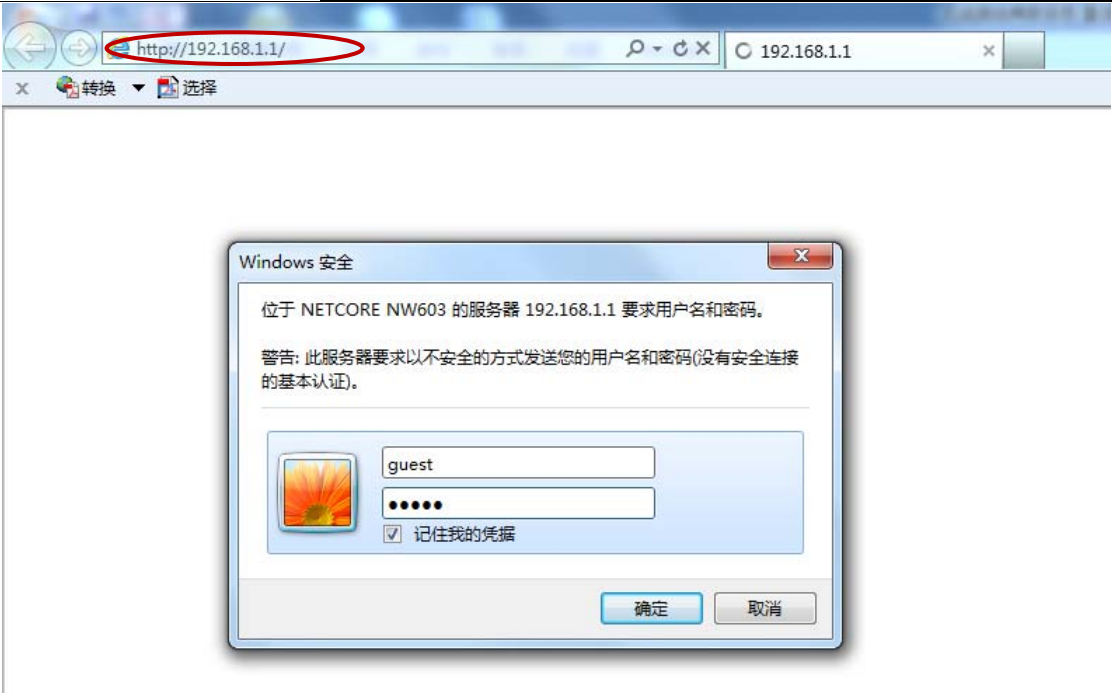 http://192.168.1.1/
192.168.1.1
转换
选择
Windows 安全
位于 NETCORE NW603 的服务器 192.168.1.1 要求用户名和密码。
警告: 此服务器要求以不安全的方式发送您的用户名和密码(没有安全连接
的基本认证)。
guest
●●●●●
记住我的凭据
确定
取消